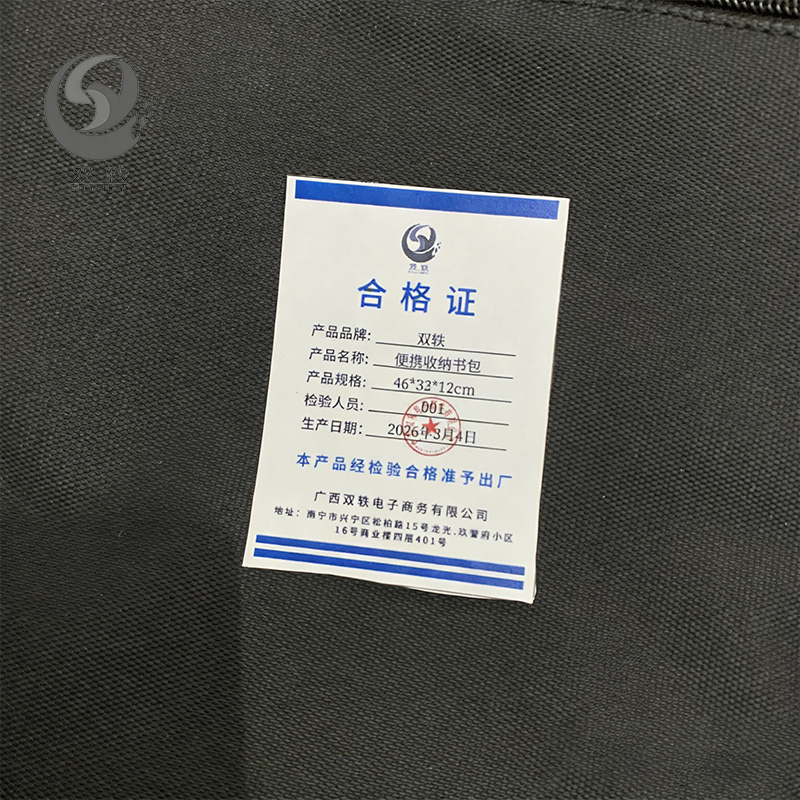 双轶
双轶
合格证
产品品牌: 双轶
产品名称: 便携收纳书包
产品规格: 46*33*12cm
检验人员: 001
生产日期: 2026年3月4日
本产品经检验合格准予出厂
广西双轶电子商务有限公司
地址: 南宁市兴宁区松柏路15号龙光.玖誉府小区
16号商业楼四层401号